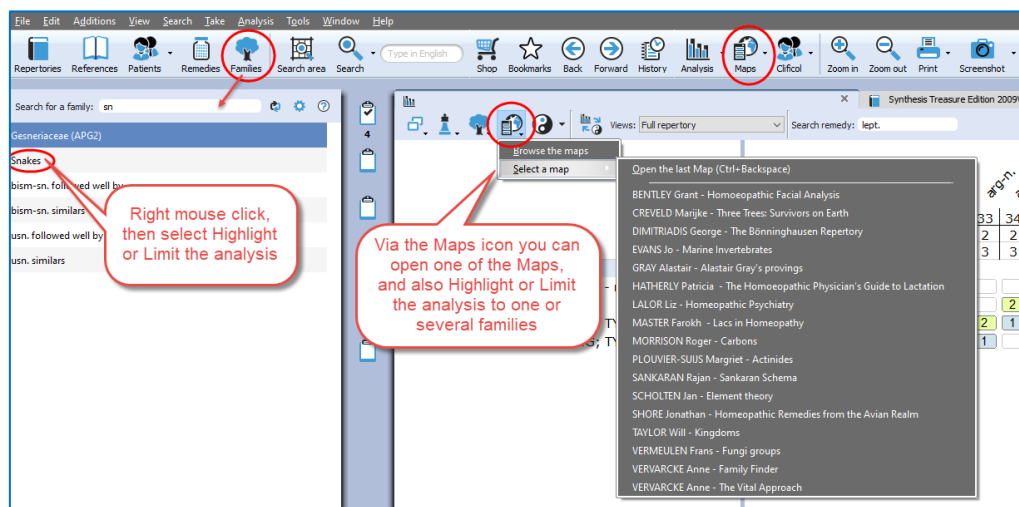 File Edit Additions View Search Take Analysis Tools Window Help
Repertories References Patients Remedies Families Search area Search Type in English Shop Bookmarks Back Forward History Analysis Maps Clificol Zoom in Zoom out Print Screenshot
Search for a family: sn
Gesneriaceae (APG2)
Snakes
bism-sn. followed well by
bism-sn. similars
usn. followed well by
usn. similars
Right mouse click,
then select Highlight
or Limit the analysis
4
Synthesis Treasure Edition 2009
Views: Full repertory
Search remedy: lept.
Browse the maps
Select a map
Via the Maps icon you can
open one of the Maps,
and also Highlight or Limit
the analysis to one or
several families
Open the last Map (Ctrl+Backspace)
BENTLEY Grant - Homoeopathic Facial Analysis
CREVELD Marijke - Three Trees: Survivors on Earth
DIMITRIADIS George - The Bönninghausen Repertory
EVANS Jo - Marine Invertebrates
GRAY Alastair - Alastair Gray's provings
HATHERLY Patricia - The Homoeopathic Physician's Guide to Lactation
LALOR Liz - Homeopathic Psychiatry
MASTER Farokh - Lacs in Homeopathy
MORRISON Roger - Carbons
PLOUVIER-SUIJS Margriet - Actinides
SANKARAN Rajan - Sankaran Schema
SCHOLTEN Jan - Element theory
SHORE Jonathan - Homeopathic Remedies from the Avian Realm
TAYLOR Will - Kingdoms
VERMEULEN Frans - Fungi groups
VERVARCKE Anne - Family Finder
VERVARCKE Anne - The Vital Approach
arg-n.
33 34
2 2
3 3
2
2 1
1